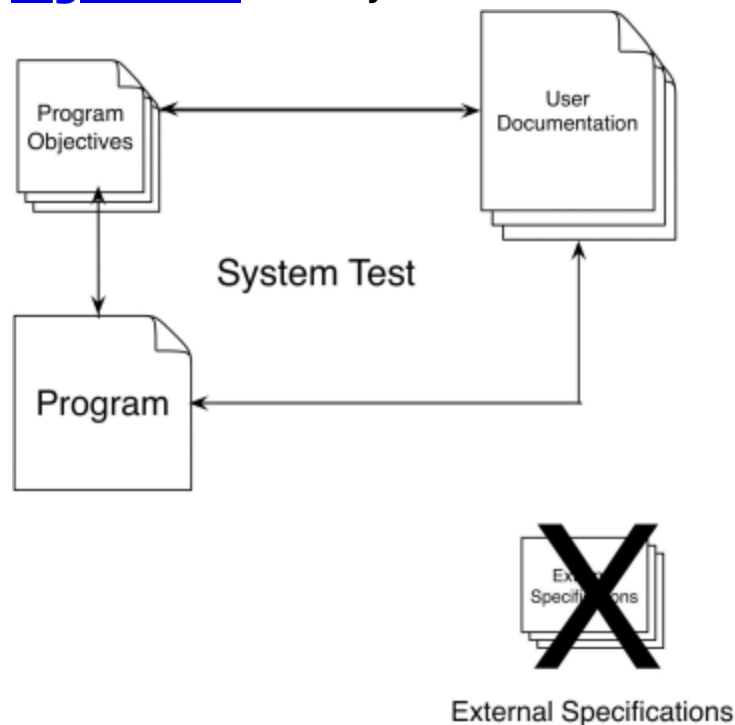 Program
Objectives
User
Documentation
System Test
Program
External Specifications